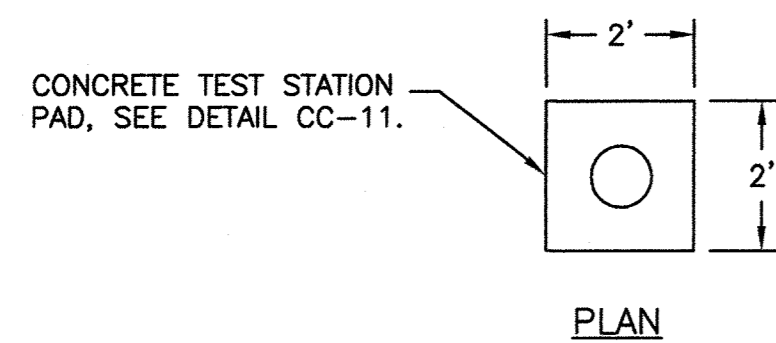 2'
CONCRETE TEST STATION
PAD, SEE DETAIL CC-11.
2'
PLAN